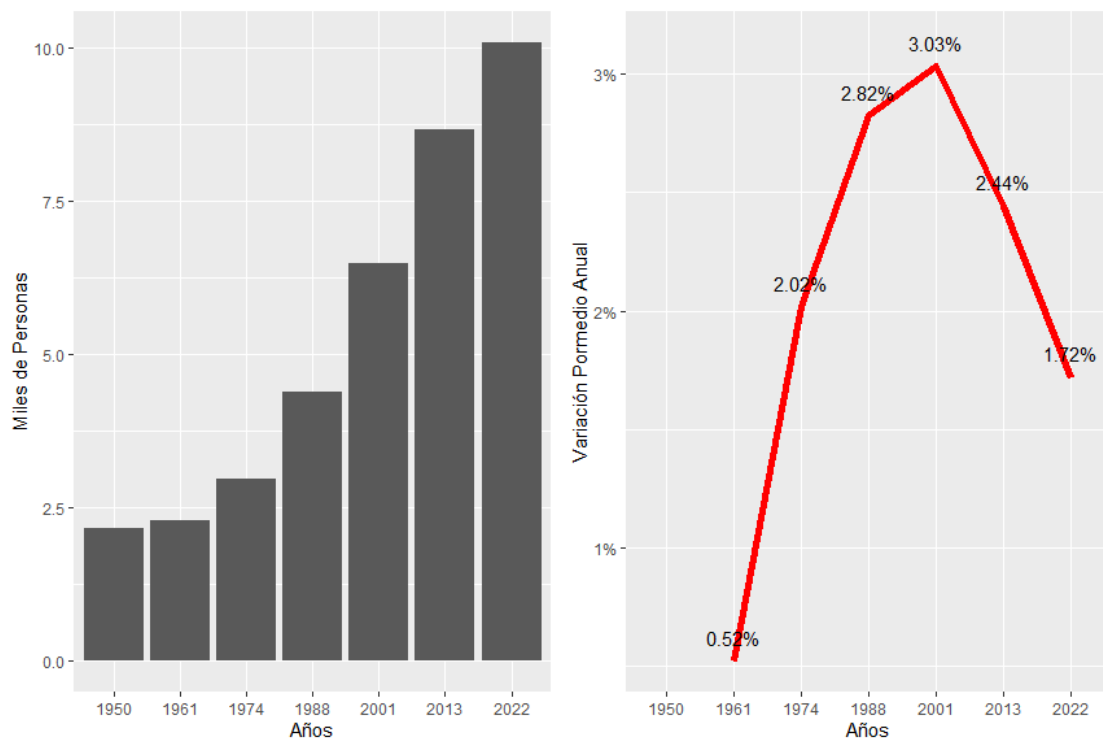 Miles de Personas
10.0
7.5
5.0
2.5
0.0
1950 1961 1974 1988 2001 2013 2022
Años
Variación Pormedio Anual
3%
2%
1%
0.52%
2.02%
2.82%
3.03%
2.44%
1.72%
1950 1961 1974 1988 2001 2013 2022
Años